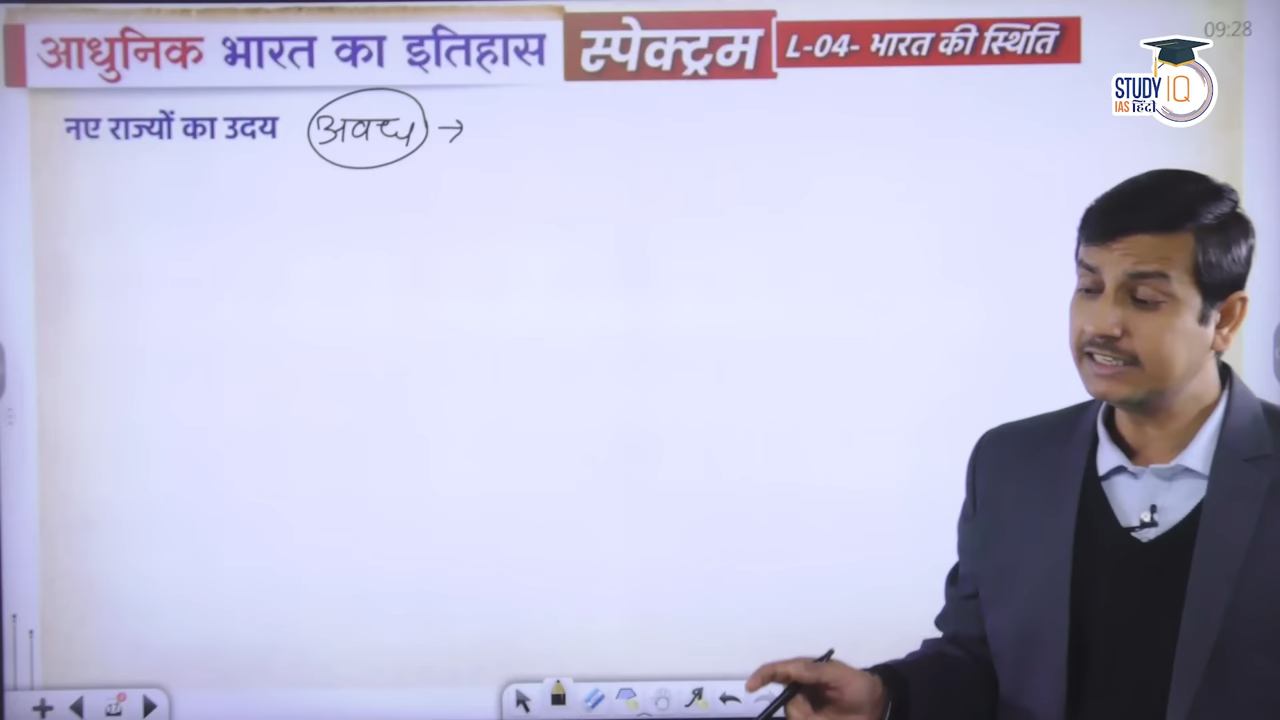 आधुनिक भारत का इतिहास स्पेक्ट्रम L-04- भारत की स्थिति
09:28
STUDY IQ
IAS हिंदी
नए राज्यों का उदय अवध →